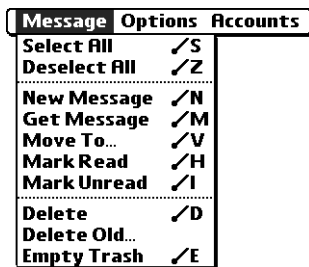 Message Options Accounts
Select All /S
Deselect All /Z
New Message /N
Get Message /M
Move To... /V
Mark Read /H
Mark Unread /I
Delete /D
Delete Old...
Empty Trash /E